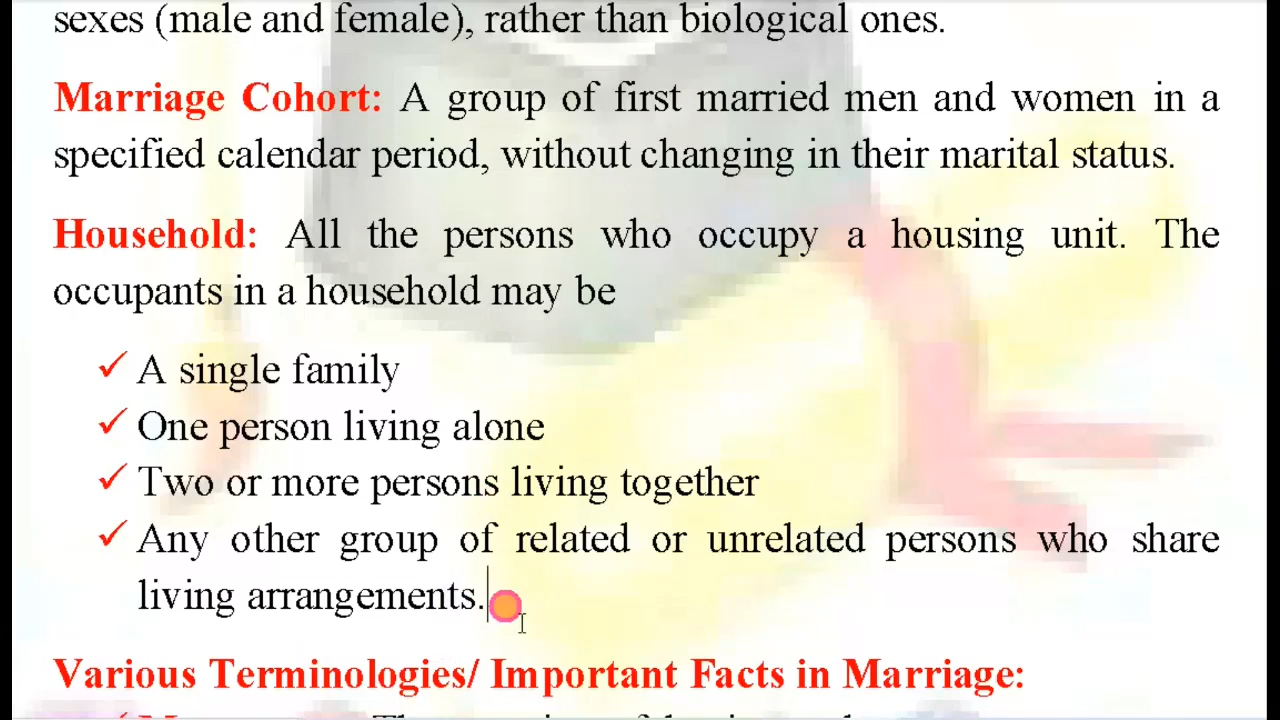 sexes (male and female), rather than biological ones.
Marriage Cohort: A group of first married men and women in a
specified calendar period, without changing in their marital status.
Household: All the persons who occupy a housing unit. The
occupants in a household may be
✓ A single family
✓ One person living alone
✓ Two or more persons living together
✓ Any other group of related or unrelated persons who share
living arrangements.
Various Terminologies/ Important Facts in Marriage: